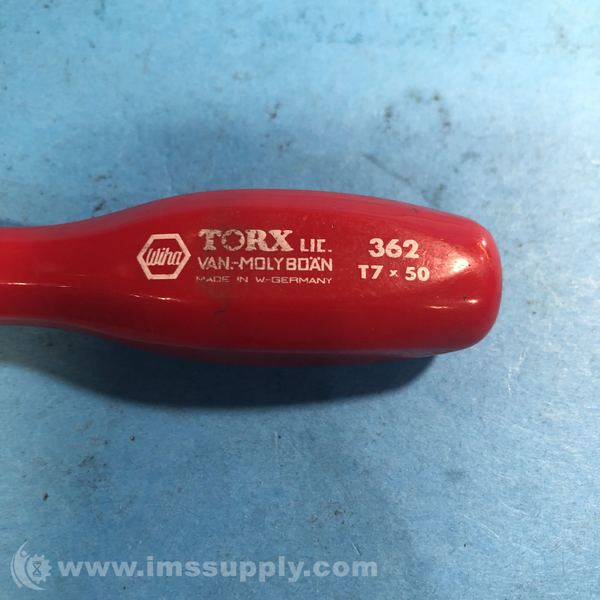 Wiha
TORX LIC.
VAN.-MOLYBDÄN
MADE IN W-GERMANY
362
T7 × 50
www.imssupply.com